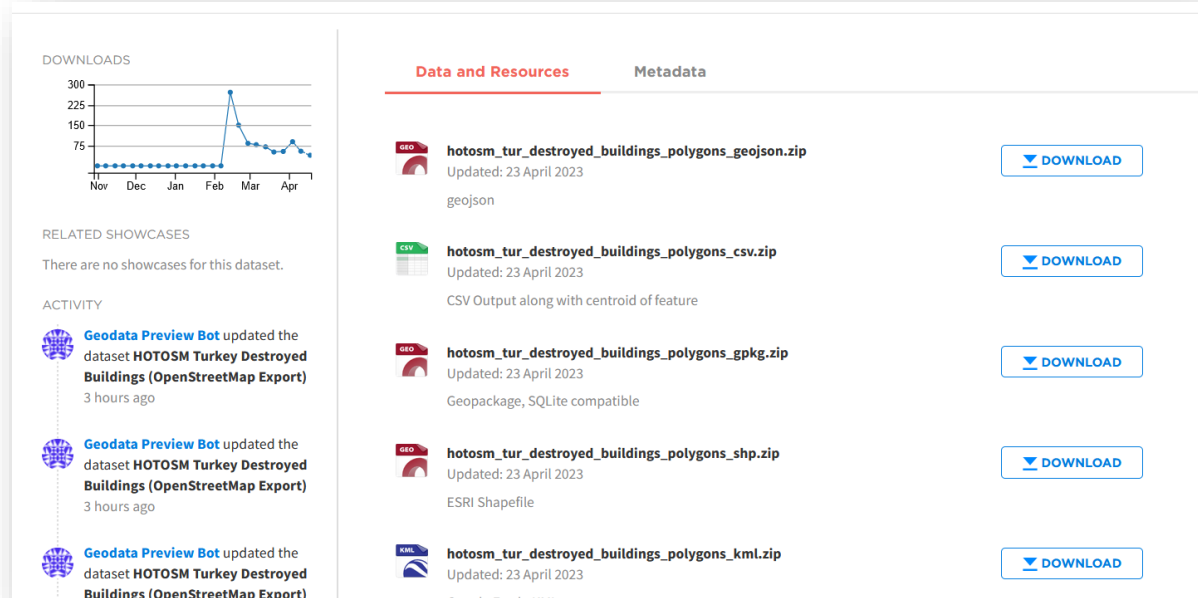 DOWNLOADS
300
225
150
75
Nov Dec Jan Feb Mar Apr
RELATED SHOWCASES
There are no showcases for this dataset.
ACTIVITY
Geodata Preview Bot updated the
dataset HOTOSM Turkey Destroyed
Buildings (OpenStreetMap Export)
3 hours ago
Geodata Preview Bot updated the
dataset HOTOSM Turkey Destroyed
Buildings (OpenStreetMap Export)
3 hours ago
Geodata Preview Bot updated the
dataset HOTOSM Turkey Destroyed
Buildings (OpenStreetMap Export)
Data and Resources Metadata
GEO
hotosm_tur_destroyed_buildings_polygons_geojson.zip
Updated: 23 April 2023
geojson
DOWNLOAD
CSV
hotosm_tur_destroyed_buildings_polygons_csv.zip
Updated: 23 April 2023
CSV Output along with centroid of feature
DOWNLOAD
GEO
hotosm_tur_destroyed_buildings_polygons_gpkg.zip
Updated: 23 April 2023
Geopackage, SQLite compatible
DOWNLOAD
GEO
hotosm_tur_destroyed_buildings_polygons_shp.zip
Updated: 23 April 2023
ESRI Shapefile
DOWNLOAD
KML
hotosm_tur_destroyed_buildings_polygons_kml.zip
Updated: 23 April 2023
DOWNLOAD